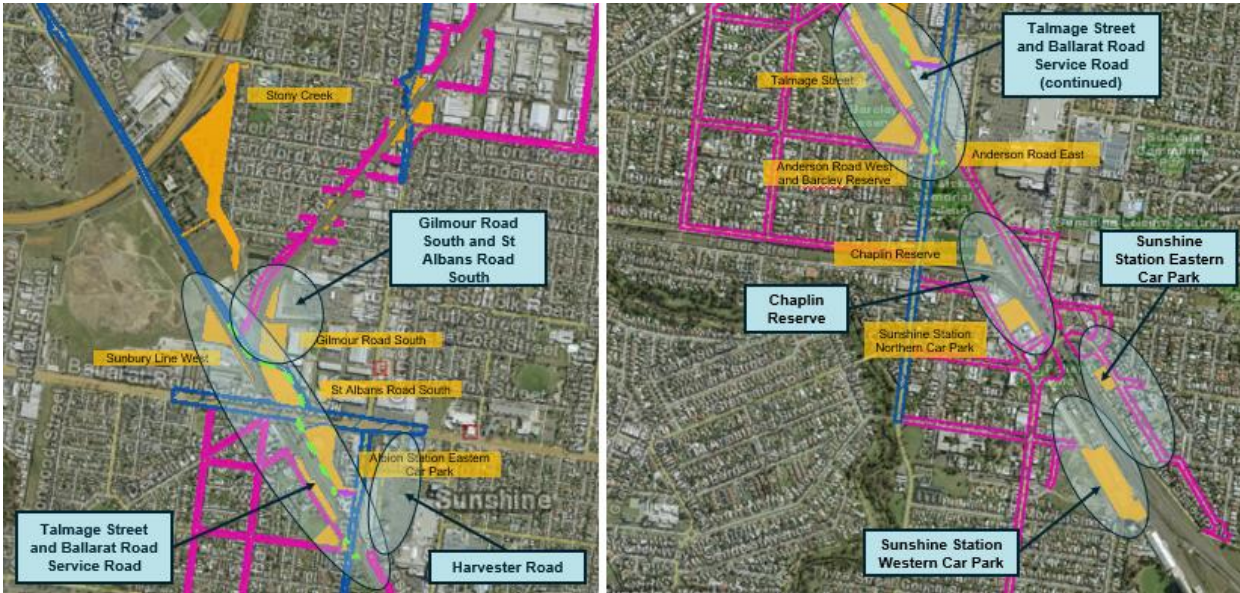 Stony Creek
Gilmour Road
South and St
Albans Road
South
Gilmour Road South
Sunbury Line West
St Albans Road South
Albion Station Eastern
Car Park
Sunshine
Talmage Street
and Ballarat Road
Service Road
Harvester Road
Talmage Street
and Ballarat Road
Service Road
(continued)
Talmage Street
Anderson Road East
Anderson Road West
and Barcley Reserve
Sunshine
Station Eastern
Car Park
Chaplin Reserve
Chaplin
Reserve
Sunshine Station
Northern Car Park
Sunshine Station
Western Car Park